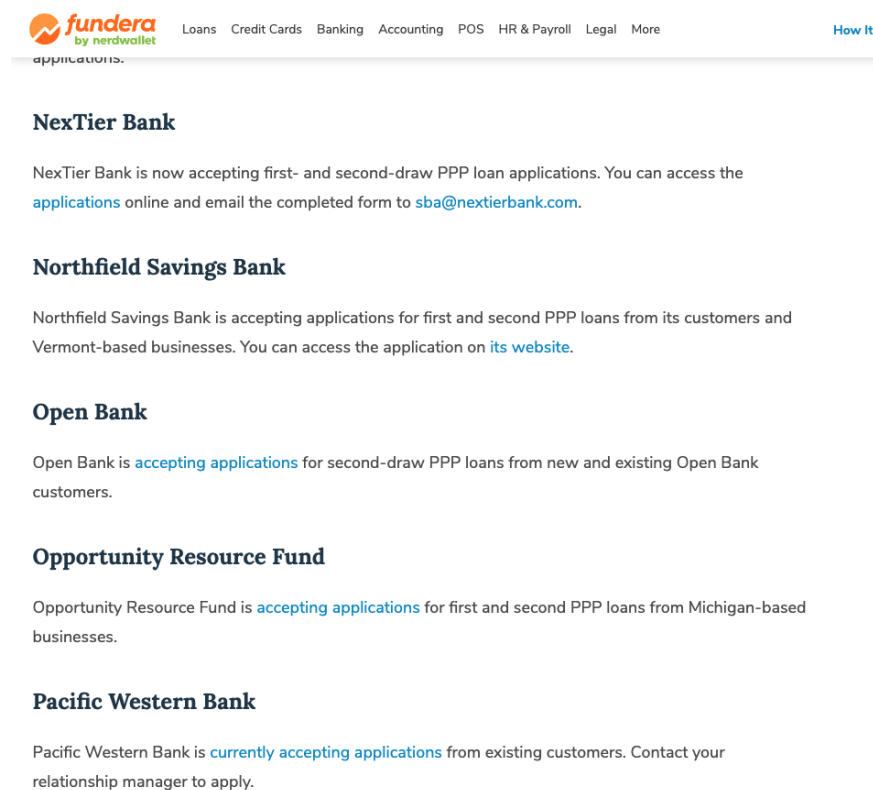 fundera
by nerdwallet
Loans Credit Cards Banking Accounting POS HR & Payroll Legal More
How It
applications.
NexTier Bank
NexTier Bank is now accepting first- and second-draw PPP loan applications. You can access the
applications online and email the completed form to sba@nextierbank.com.
Northfield Savings Bank
Northfield Savings Bank is accepting applications for first and second PPP loans from its customers and
Vermont-based businesses. You can access the application on its website.
Open Bank
Open Bank is accepting applications for second-draw PPP loans from new and existing Open Bank
customers.
Opportunity Resource Fund
Opportunity Resource Fund is accepting applications for first and second PPP loans from Michigan-based
businesses.
Pacific Western Bank
Pacific Western Bank is currently accepting applications from existing customers. Contact your
relationship manager to apply.